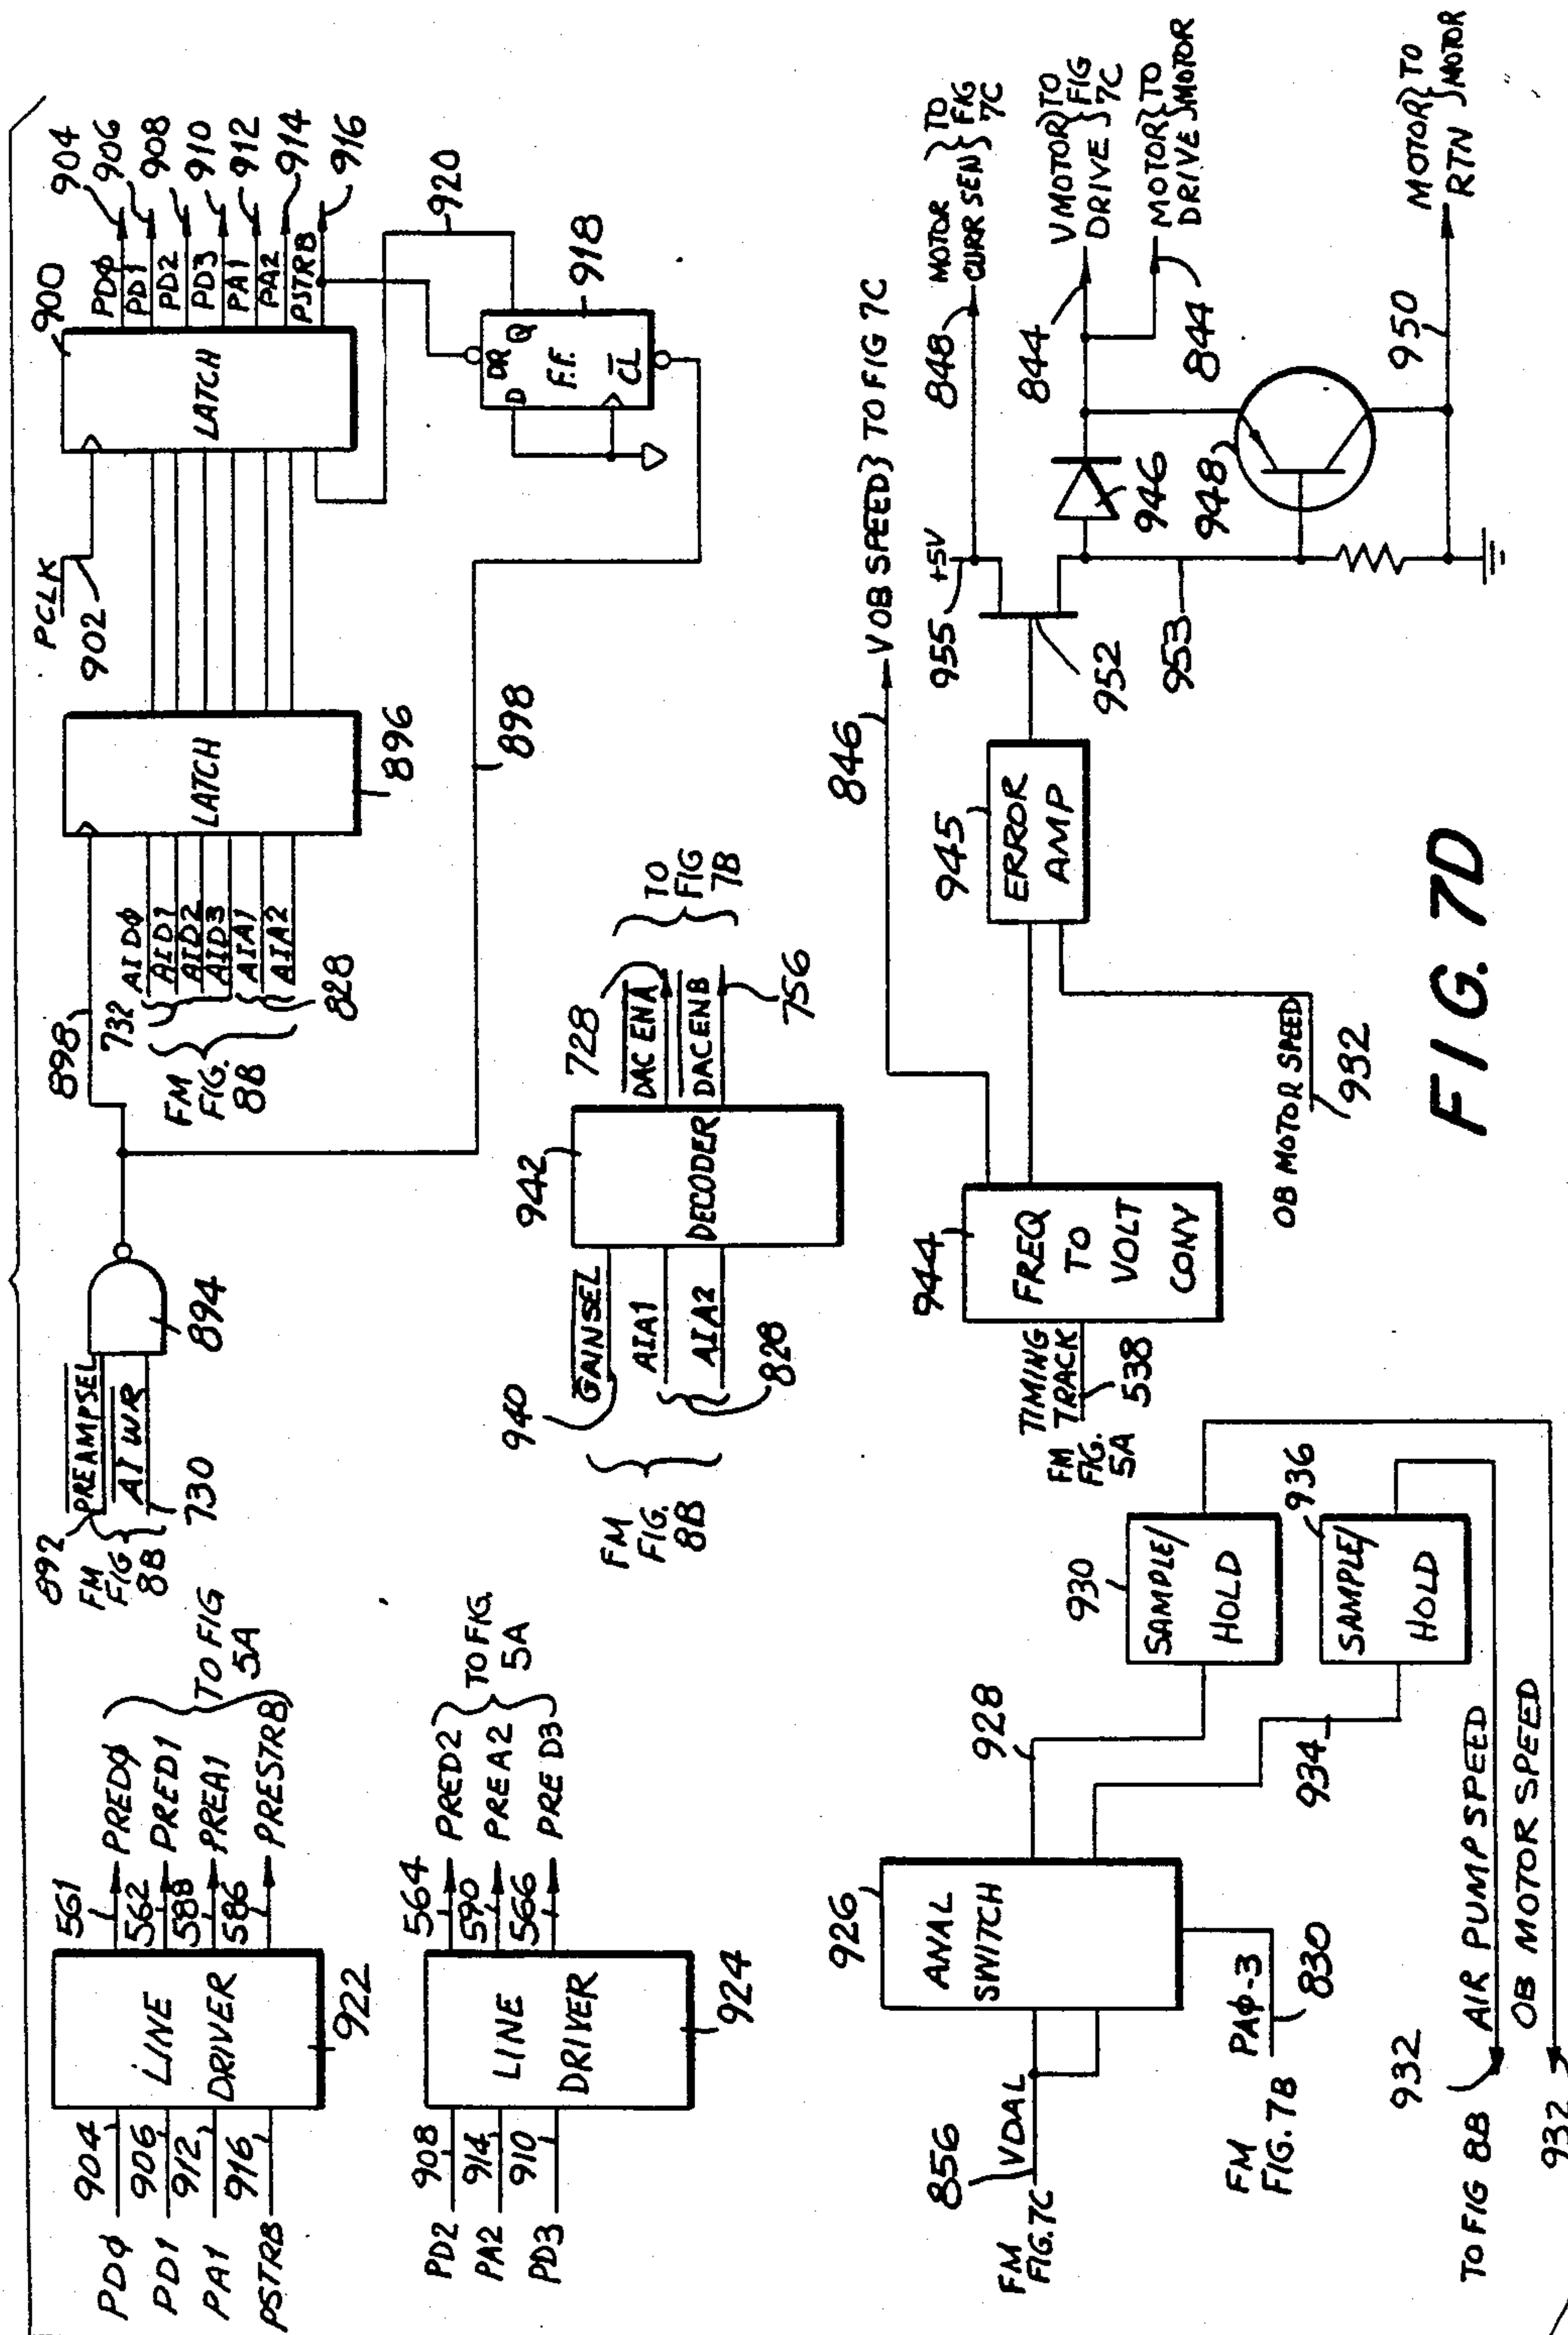 PDφ 904
PD1 906
PA1 912
PSTRB 916
LINE
DRIVER
922
561 PREDφ
562 PRED1
588 PREA1
586 PRESTRB
TO FIG
5A
PD2 908
PA2 914
PD3 910
LINE
DRIVER
924
564 PRED2
590 PREA2
566 PRE D3
TO FIG.
5A
892
PREAMPSEL
AIWR
FM
FIG
8B
730
894
898
732
AIDφ
AID1
AID2
AID3
AIA1
AIA2
FM
FIG.
8B
828
LATCH
896
898
PCLK
902
900
LATCH
PDφ 904
PD1 906
PD2 908
PD3 910
PA1 912
PA2 914
PSTRB 916
920
DR
D Q
F.F.
CL
918
940
GAINSEL
AIA1
AIA2
828
FM
FIG.
8B
942
DECODER
728
DAC ENA
DACENB
756
TO
FIG
7B
856 VDAL
FM
FIG.7C
926
ANAL
SWITCH
FM
FIG. 7B
PAφ-3
830
928
934
930
SAMPLE/
HOLD
936
SAMPLE/
HOLD
932
TO FIG 8B
AIR PUMP SPEED
932
OB MOTOR SPEED
FM
FIG.
5A
TIMING
TRACK
538
944
FREQ
TO
VOLT
CONV
846
V OB SPEED} TO FIG 7C
OB MOTOR SPEED
932
945
ERROR
AMP
955 +5V
952
953
848
MOTOR
CURR SEN
TO
FIG
7C
946
948
844
V MOTOR
DRIVE
TO
FIG
7C
844
MOTOR
DRIVE
TO
MOTOR
950
MOTOR
RTN
TO
MOTOR
FIG. 7D